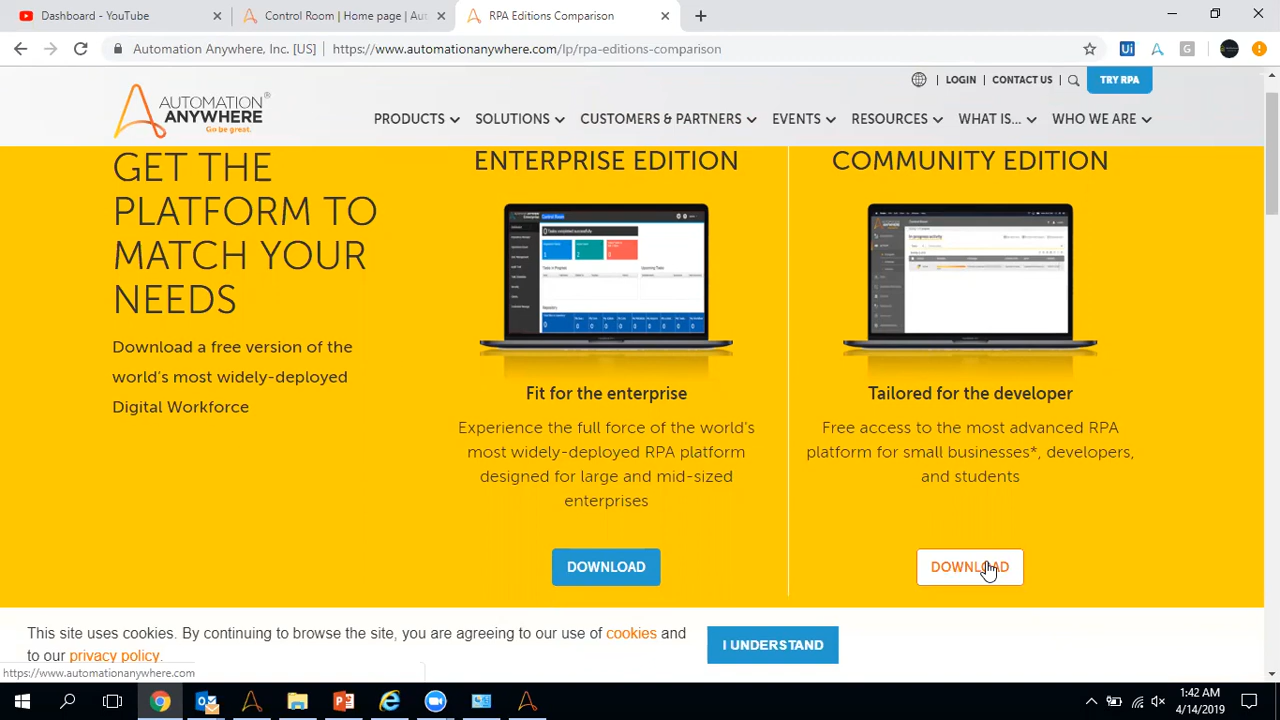 Dashboard - YouTube
Control Room | Home page | Au
RPA Editions Comparison
Automation Anywhere, Inc. [US] | https://www.automationanywhere.com/lp/rpa-editions-comparison
Ui
G
LOGIN | CONTACT US |
TRY RPA
AUTOMATION
ANYWHERE®
Go be great.
PRODUCTS
SOLUTIONS
CUSTOMERS & PARTNERS
EVENTS
RESOURCES
WHAT IS...
WHO WE ARE
GET THE
PLATFORM TO
MATCH YOUR
NEEDS
Download a free version of the
world's most widely-deployed
Digital Workforce
ENTERPRISE EDITION
Fit for the enterprise
Experience the full force of the world's
most widely-deployed RPA platform
designed for large and mid-sized
enterprises
DOWNLOAD
COMMUNITY EDITION
Tailored for the developer
Free access to the most advanced RPA
platform for small businesses*, developers,
and students
DOWNLOAD
This site uses cookies. By continuing to browse the site, you are agreeing to our use of cookies and
to our privacy policy.
I UNDERSTAND
https://www.automationanywhere.com
1:42 AM
4/14/2019